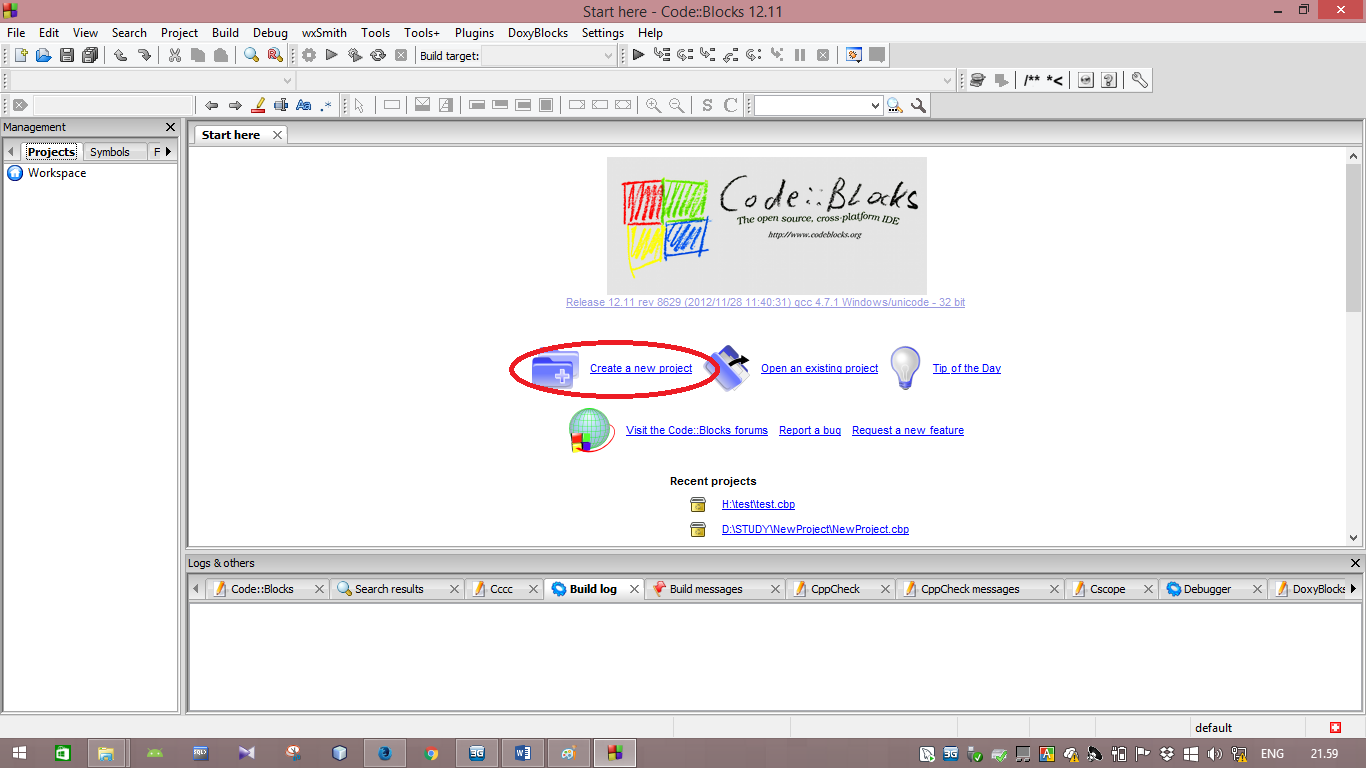 Start here - Code::Blocks 12.11
File Edit View Search Project Build Debug wxSmith Tools Tools+ Plugins DoxyBlocks Settings Help
Build target:
/** *<
Aa .*
S C
Management
Start here
Projects Symbols F
Workspace
Code::Blocks
The open source, cross-platform IDE
http://www.codeblocks.org
Release 12.11 rev 8629 (2012/11/28 11:40:31) gcc 4.7.1 Windows/unicode - 32 bit
Create a new project Open an existing project Tip of the Day
Visit the Code::Blocks forums Report a bug Request a new feature
Recent projects
H:\test\test.cbp
D:\STUDY\NewProject\NewProject.cbp
Logs & others
Code::Blocks Search results Cccc Build log Build messages CppCheck CppCheck messages Cscope Debugger DoxyBlocks
default
3G W 3G ENG 21.59